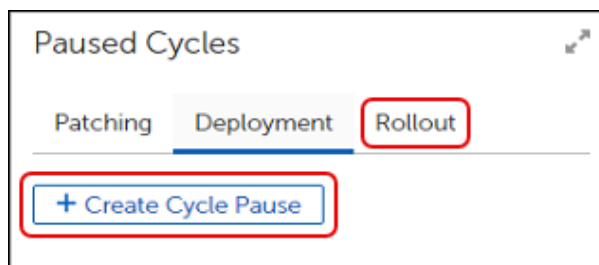 Paused Cycles
Patching Deployment Rollout
+ Create Cycle Pause